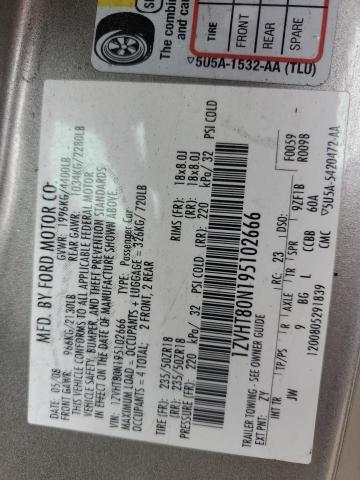 TIRE
FRONT
REAR
SPARE
5U5A-1532-AA (TLU)
MFD. BY FORD MOTOR CO.
DATE: 05/08 GVWR: 1996KG/4400LB
FRONT GAWR: 966KG/2130LB REAR GAWR: 1034KG/2280LB
THIS VEHICLE CONFORMS TO ALL APPLICABLE FEDERAL MOTOR
VEHICLE SAFETY, BUMPER, AND THEFT PREVENTION STANDARDS
IN EFFECT ON THE DATE OF MANUFACTURE SHOWN ABOVE.
VIN: 1ZVHT80N195102666 TYPE: Passenger Car
MAXIMUM LOAD = OCCUPANTS + LUGGAGE = 326KG/720LB
OCCUPANTS = 4 TOTAL: 2 FRONT, 2 REAR
TIRE (FR): 235/50ZR18 RIMS (FR): 18x8.0J
(RR): 235/50ZR18 (RR): 18x8.0J
PRESSURE (FR): 220 kPa/32 PSI COLD (RR): 220 kPa/32 PSI COLD
1ZVHT80N195102666
TRAILER TOWING - SEE OWNER GUIDE
F0059
R0098
EXT PNT: ZY RC: 23 DSO: 9ZF1B
INT TR TP/PS R AXLE TR SPR
JW 9 BG L CCBB 60A
1200805291839 CMC 5U5A-5420472-AA